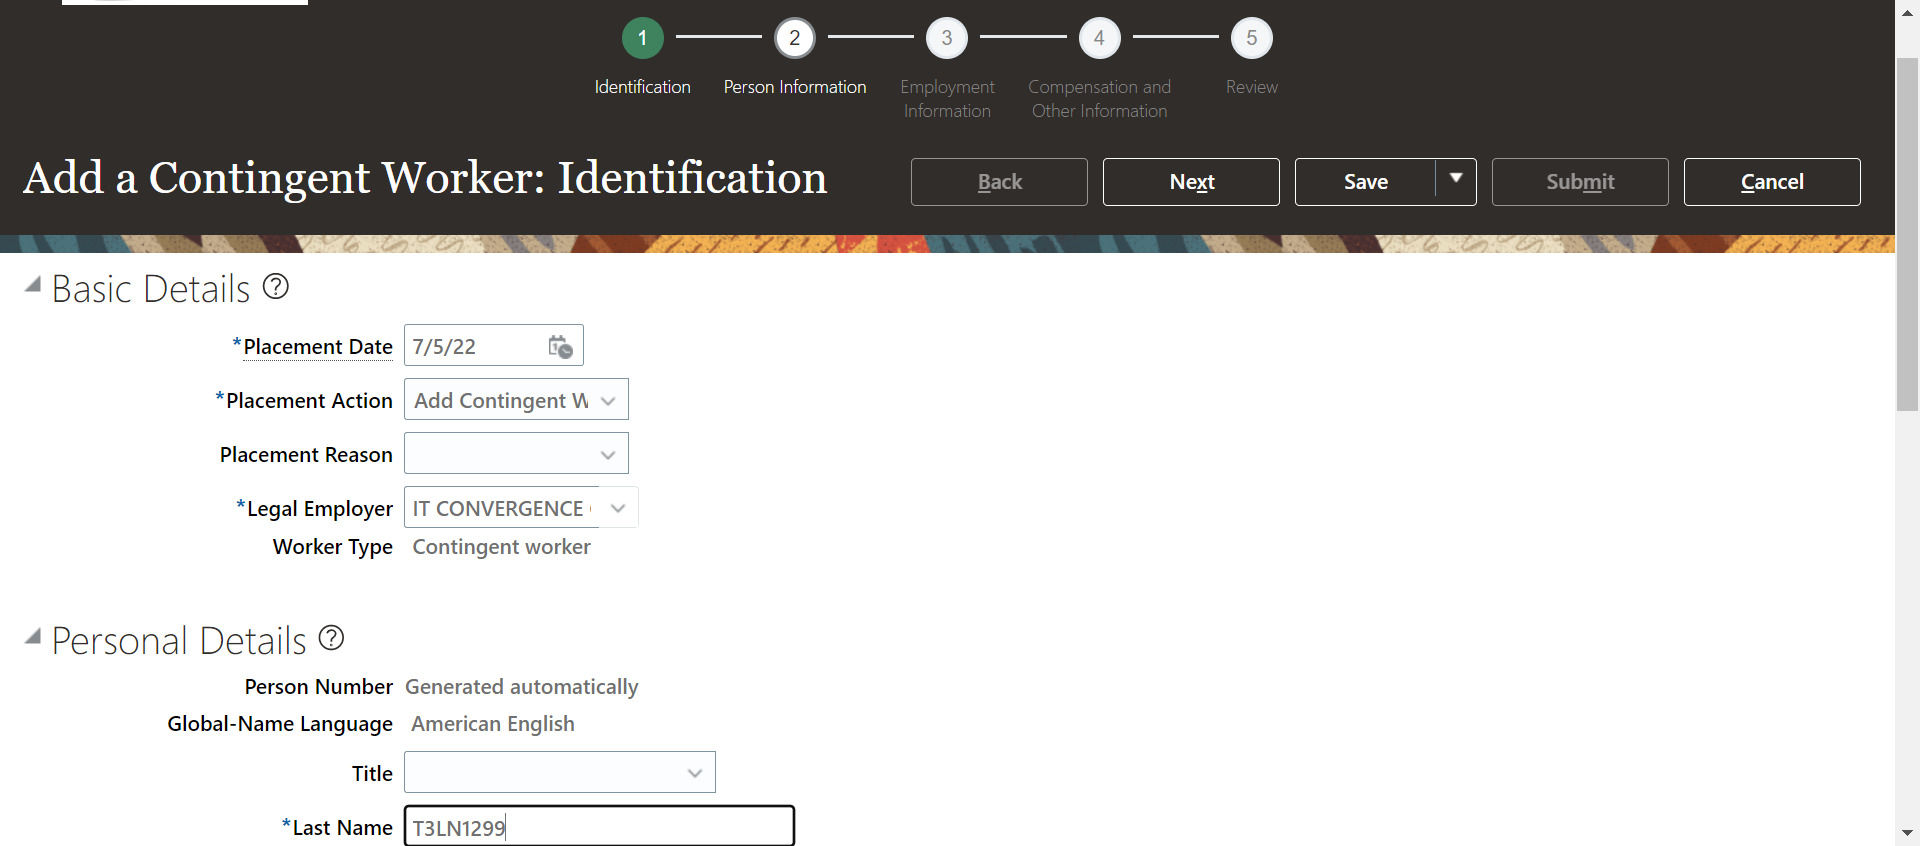 1 2 3 4 5
Identification Person Information Employment Information Compensation and Other Information Review
Add a Contingent Worker: Identification
Back Next Save Submit Cancel
Basic Details ?
*Placement Date 7/5/22
*Placement Action Add Contingent W
Placement Reason
*Legal Employer IT CONVERGENCE
Worker Type Contingent worker
Personal Details ?
Person Number Generated automatically
Global-Name Language American English
Title
*Last Name T3LN1299